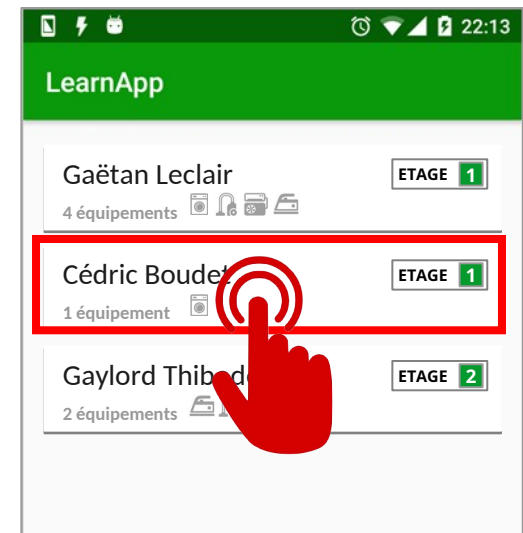 22:13
LearnApp
Gaëtan Leclair
ETAGE 1
4 équipements
Cédric Boudet
ETAGE 1
1 équipement
Gaylord
ETAGE 2
2 équipements